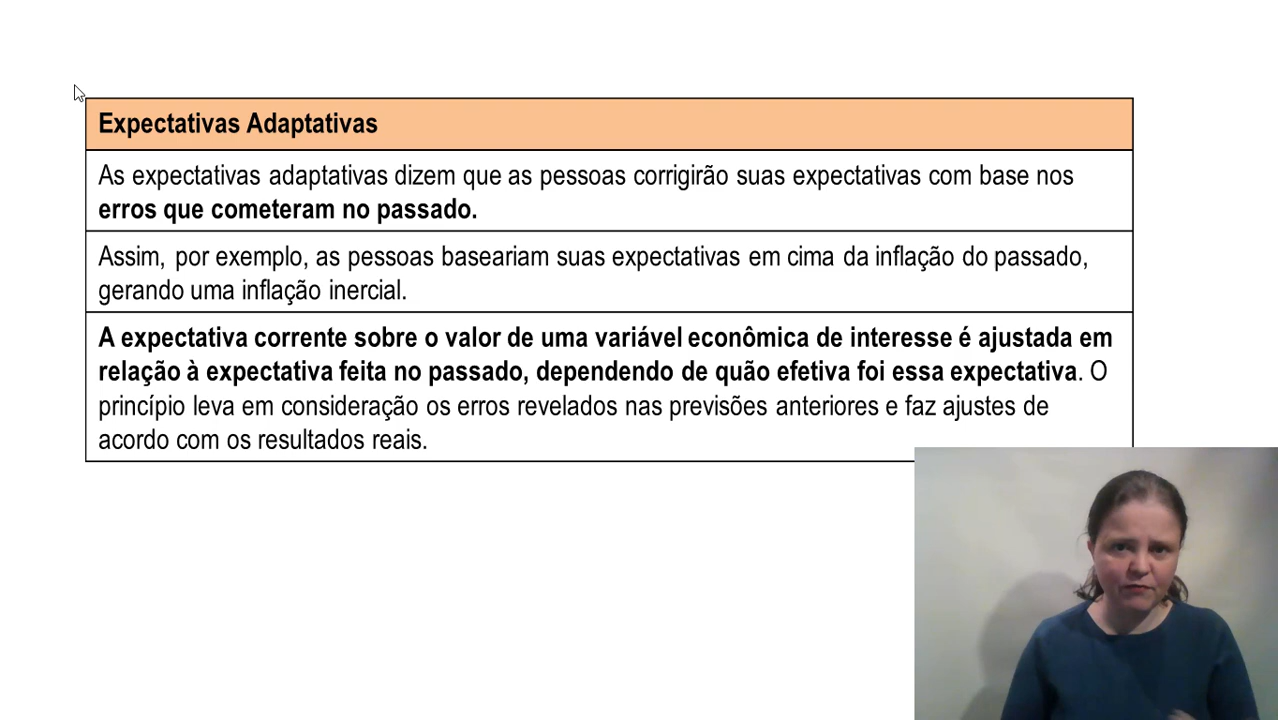 Expectativas Adaptativas
As expectativas adaptativas dizem que as pessoas corrigirão suas expectativas com base nos
erros que cometeram no passado.
Assim, por exemplo, as pessoas baseariam suas expectativas em cima da inflação do passado,
gerando uma inflação inercial.
A expectativa corrente sobre o valor de uma variável econômica de interesse é ajustada em
relação à expectativa feita no passado, dependendo de quão efetiva foi essa expectativa. O
princípio leva em consideração os erros revelados nas previsões anteriores e faz ajustes de
acordo com os resultados reais.